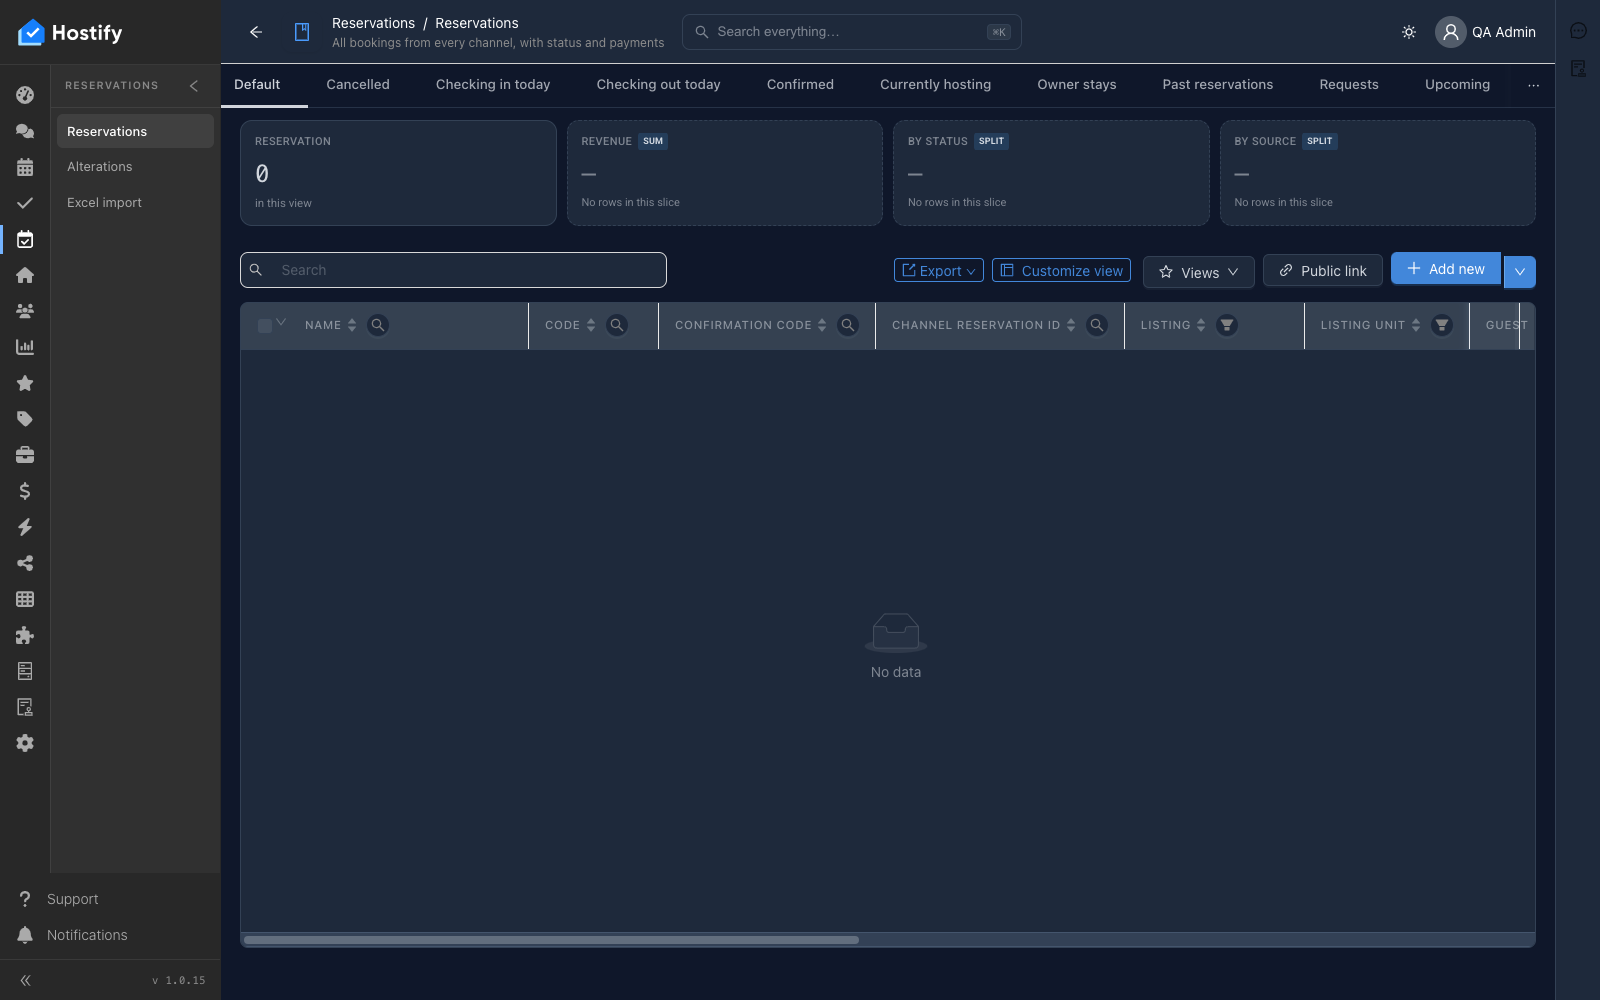 Hostify
Reservations / Reservations
All bookings from every channel, with status and payments
Search everything...
⌘K
QA Admin
RESERVATIONS
Reservations
Alterations
Excel import
Default
Cancelled
Checking in today
Checking out today
Confirmed
Currently hosting
Owner stays
Past reservations
Requests
Upcoming
...
RESERVATION
0
in this view
REVENUE SUM
—
No rows in this slice
BY STATUS SPLIT
—
No rows in this slice
BY SOURCE SPLIT
—
No rows in this slice
Search
Export
Customize view
Views
Public link
Add new
NAME
CODE
CONFIRMATION CODE
CHANNEL RESERVATION ID
LISTING
LISTING UNIT
GUEST
No data
Support
Notifications
v 1.0.15